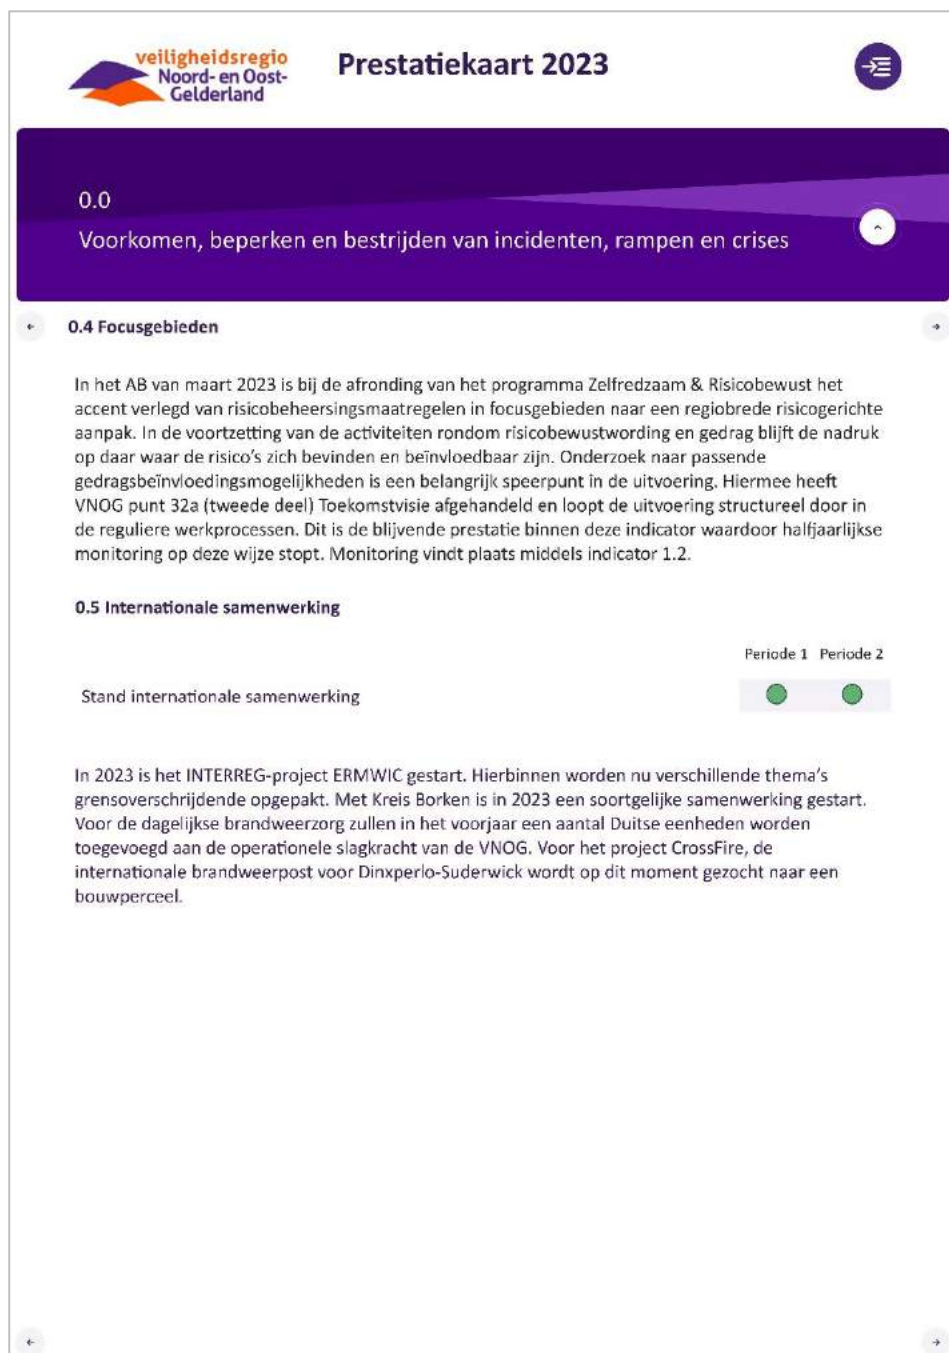 veiligheidsregio
Noord- en Oost-
Gelderland
Prestatiekaart 2023
0.0
Voorkomen, beperken en bestrijden van incidenten, rampen en crises
0.4 Focusgebieden
In het AB van maart 2023 is bij de afronding van het programma Zelfredzaam & Risicobewust het
accent verlegd van risicobeheersingsmaatregelen in focusgebieden naar een regiobrede risicogerichte
aanpak. In de voortzetting van de activiteiten rondom risicobewustwording en gedrag blijft de nadruk
op daar waar de risico's zich bevinden en beïnvloedbaar zijn. Onderzoek naar passende
gedragsbeïnvloedingsmogelijkheden is een belangrijk speerpunt in de uitvoering. Hiermee heeft
VNOG punt 32a (tweede deel) Toekomstvisie afgehandeld en loopt de uitvoering structureel door in
de reguliere werkprocessen. Dit is de blijvende prestatie binnen deze indicator waardoor halfjaarlijkse
monitoring op deze wijze stopt. Monitoring vindt plaats middels indicator 1.2.
0.5 Internationale samenwerking
Periode 1 Periode 2
Stand internationale samenwerking
In 2023 is het INTERREG-project ERMWIC gestart. Hierbinnen worden nu verschillende thema's
grensoverschrijdende opgepakt. Met Kreis Borken is in 2023 een soortgelijke samenwerking gestart.
Voor de dagelijkse brandweerzorg zullen in het voorjaar een aantal Duitse eenheden worden
toegevoegd aan de operationele slagkracht van de VNOG. Voor het project CrossFire, de
internationale brandweerpost voor Dinxperlo-Suderwick wordt op dit moment gezocht naar een
bouwperceel.